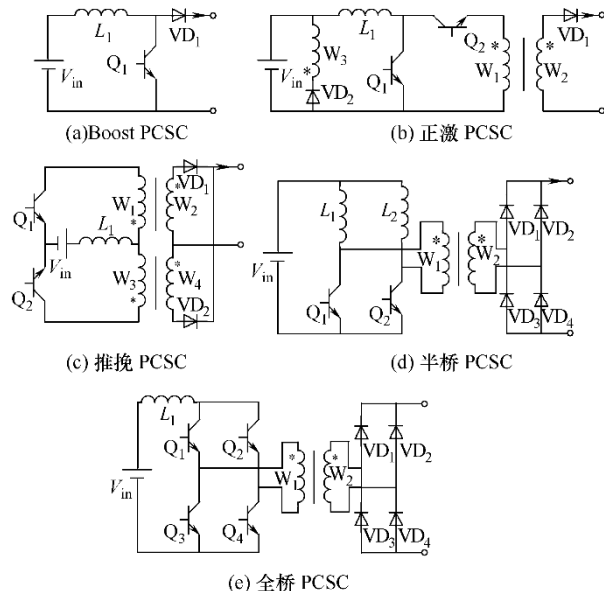 L₁
VD₁
Q₁
Vin
(a)Boost PCSC
L₁
VD₁
Vin
W₃
*
VD₂
Q₁
Q₂
W₁
*
*
W₂
(b) 正激 PCSC
Q₁
Vin
L₁
Q₂
W₁
*
*
W₂
VD₁
W₃
*
*
W₄
VD₂
(c) 推挽 PCSC
Vin
L₁
L₂
Q₁
Q₂
W₁
*
*
W₂
VD₁
VD₂
VD₃
VD₄
(d) 半桥 PCSC
L₁
Vin
Q₁
Q₂
Q₃
Q₄
W₁
*
*
W₂
VD₁
VD₂
VD₃
VD₄
(e) 全桥 PCSC